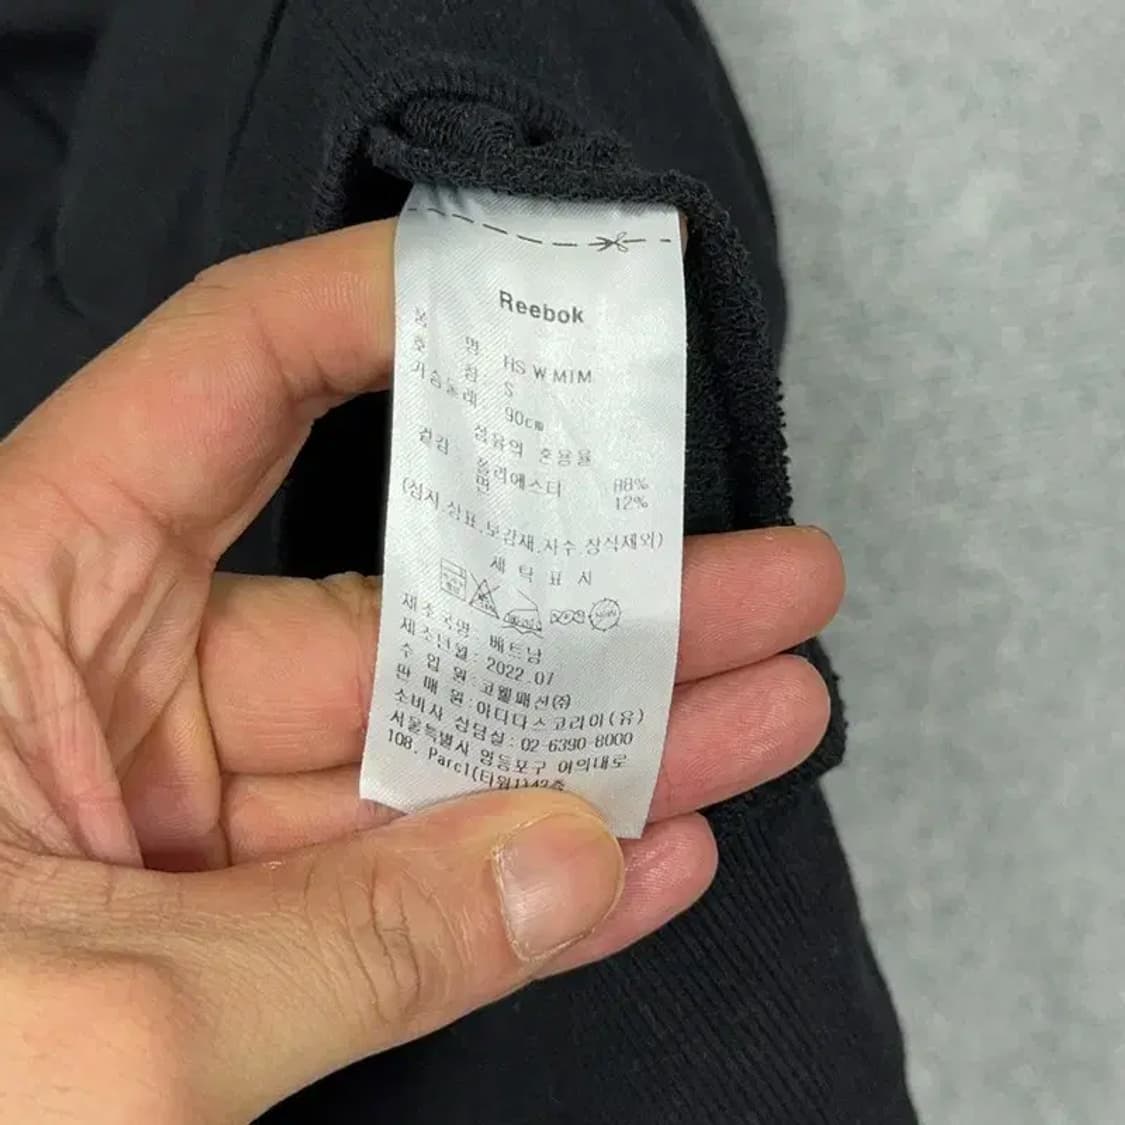 Reebok
품 명 HS W MIM
호 칭 S
가슴둘레 90cm
섬유의 혼용율
겉감 폴리에스터 88%
면 12%
(심지,상표,보강재,자수,장식제외)
세 탁 표 시
제조국명 : 베트남
제조년월 : 2022.07
수 입 원 : 코웰패션㈜
판 매 원 : 아디다스코리아(유)
소비자 상담실 : 02-6390-8000
서울특별시 영등포구 여의대로
108, Parc1(타워1)42층